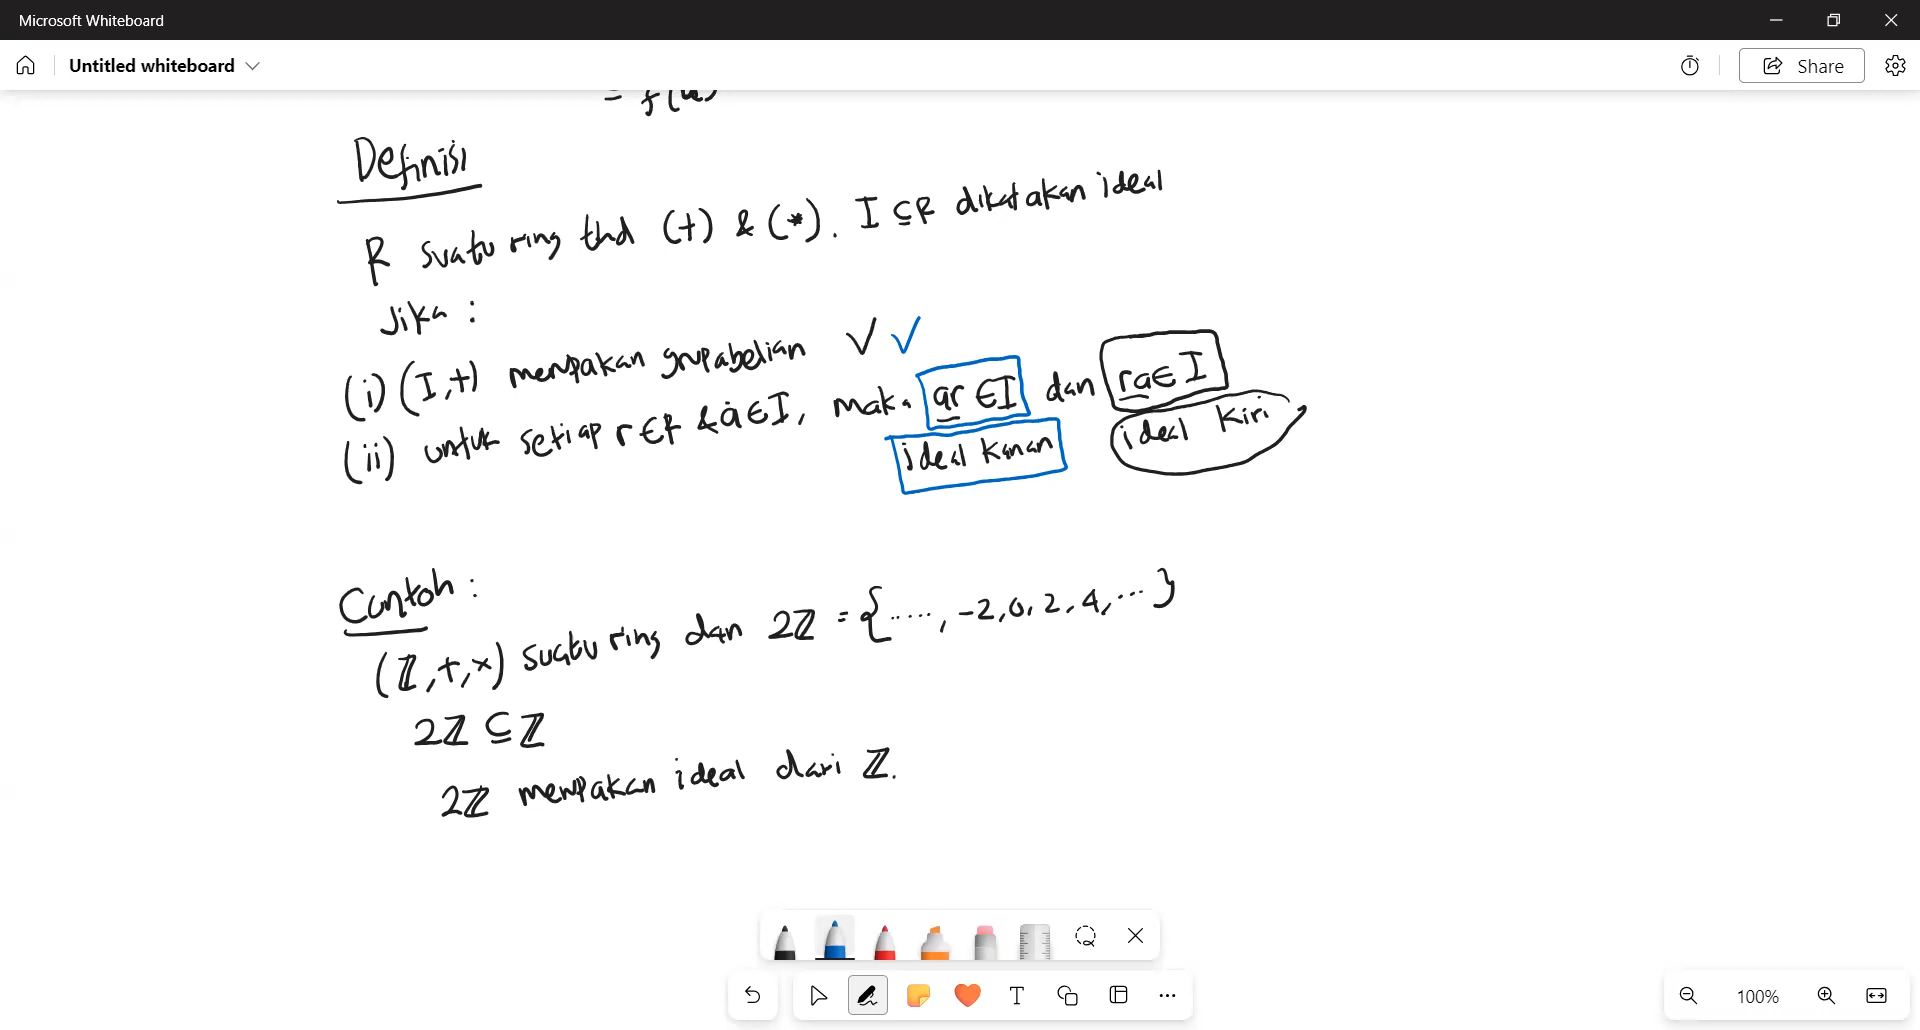 Microsoft Whiteboard
Untitled whiteboard
Share
= f(a)
Definisi
R suatu ring thd (+) & (*). I ⊆ R dikatakan ideal
Jika :
(i) (I,+) merupakan grup abelian ✓ ✓
(ii) untuk setiap r∈R & a∈I, maka ar ∈ I dan ra ∈ I
ideal kanan
ideal kiri
Contoh :
(ℤ,+,×) suatu ring dan 2ℤ = {....., -2, 0, 2, 4, ...}
2ℤ ⊆ ℤ
2ℤ merupakan ideal dari ℤ.
100%